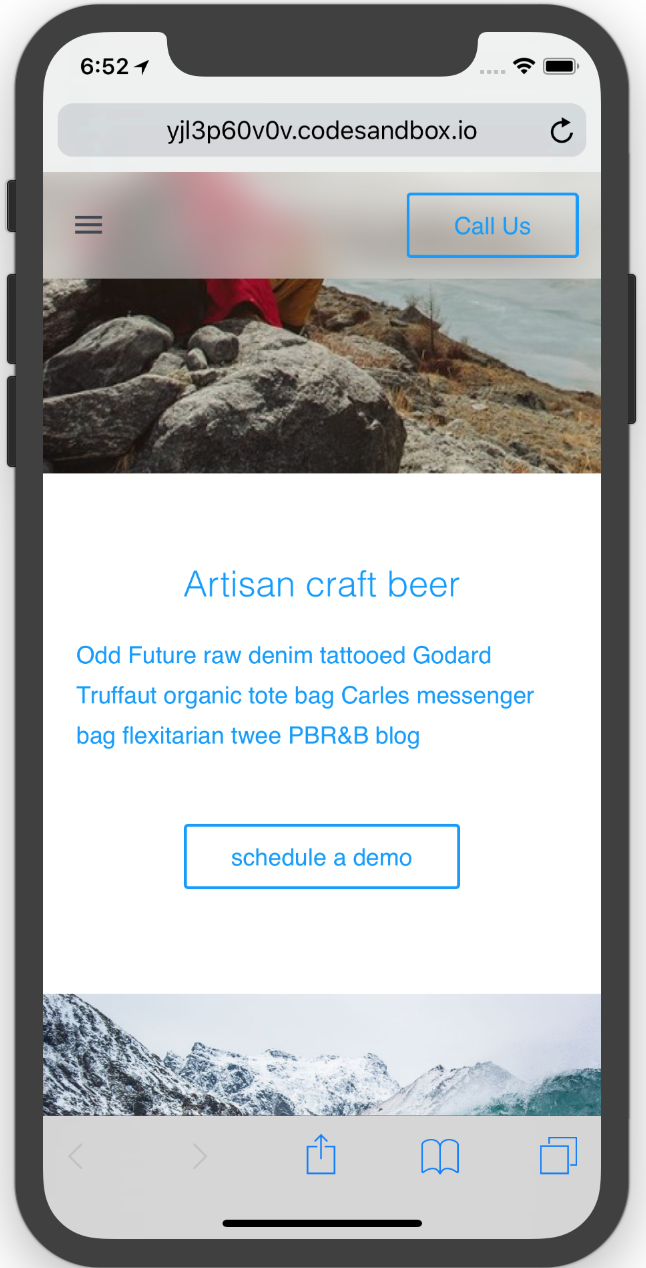 6:52
yjl3p60v0v.codesandbox.io
Call Us
Artisan craft beer
Odd Future raw denim tattooed Godard
Truffaut organic tote bag Carles messenger
bag flexitarian twee PBR&B blog
schedule a demo